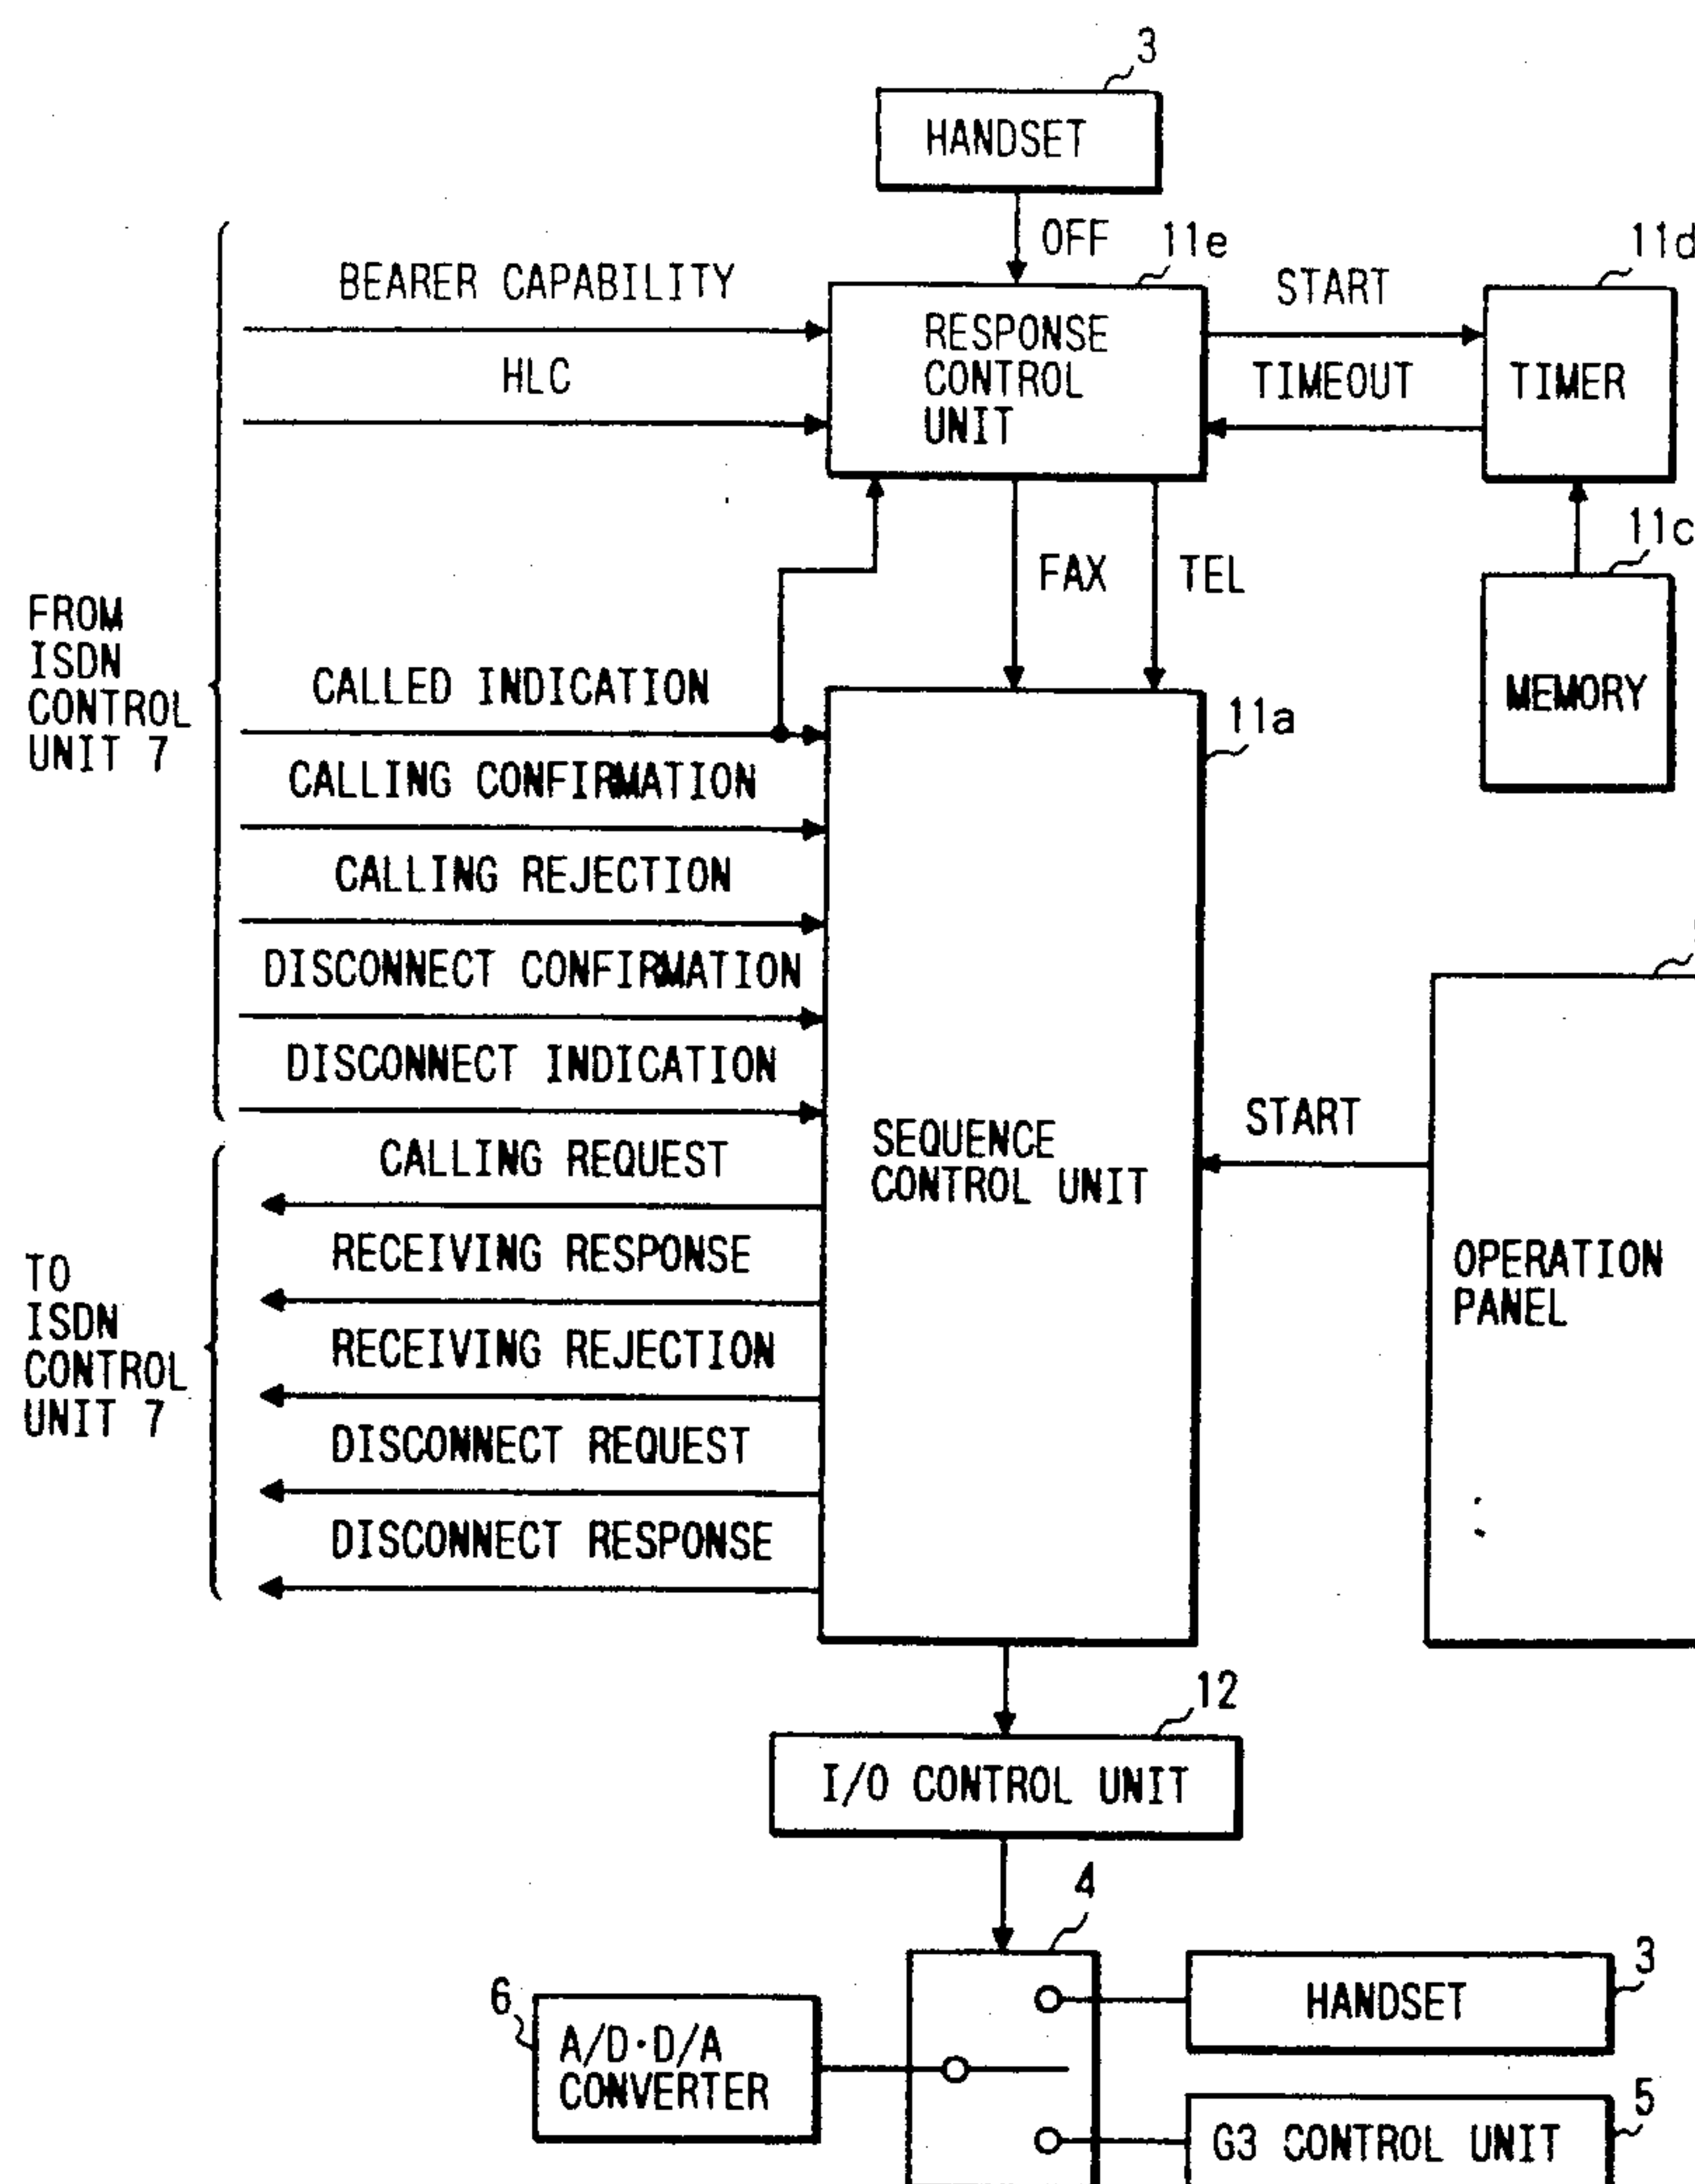 3
HANDSET
OFF
11e
11d
BEARER CAPABILITY
START
RESPONSE
CONTROL
UNIT
HLC
TIMEOUT
TIMER
11c
FAX
TEL
FROM
ISDN
CONTROL
UNIT 7
MEMORY
CALLED INDICATION
11a
CALLING CONFIRMATION
CALLING REJECTION
DISCONNECT CONFIRMATION
DISCONNECT INDICATION
START
SEQUENCE
CONTROL UNIT
CALLING REQUEST
RECEIVING RESPONSE
OPERATION
PANEL
TO
ISDN
CONTROL
UNIT 7
RECEIVING REJECTION
DISCONNECT REQUEST
DISCONNECT RESPONSE
12
I/O CONTROL UNIT
4
3
HANDSET
6
A/D·D/A
CONVERTER
5
G3 CONTROL UNIT